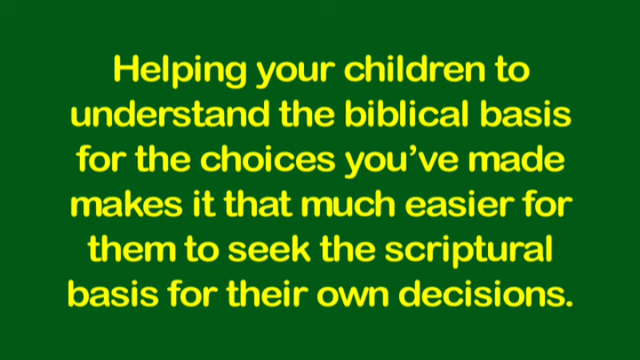 Helping your children to
understand the biblical basis
for the choices you’ve made
makes it that much easier for
them to seek the scriptural
basis for their own decisions.